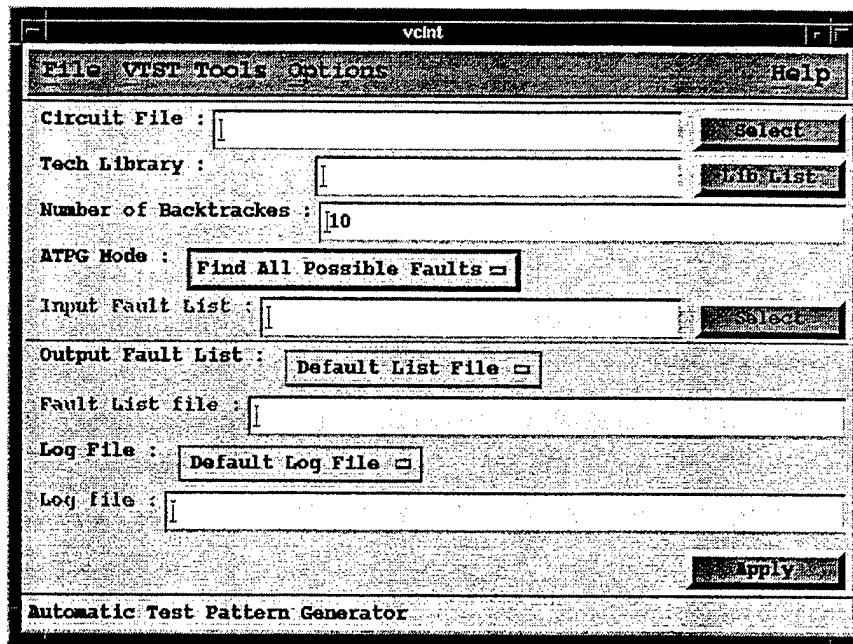 vcint
File VTST Tools Options Help
Circuit File : Select
Tech Library : Lib List
Number of Backtrackes : 10
ATPG Mode : Find All Possible Faults
Input Fault List : Select
Output Fault List : Default List File
Fault List file :
Log File : Default Log File
Log file :
Apply
Automatic Test Pattern Generator